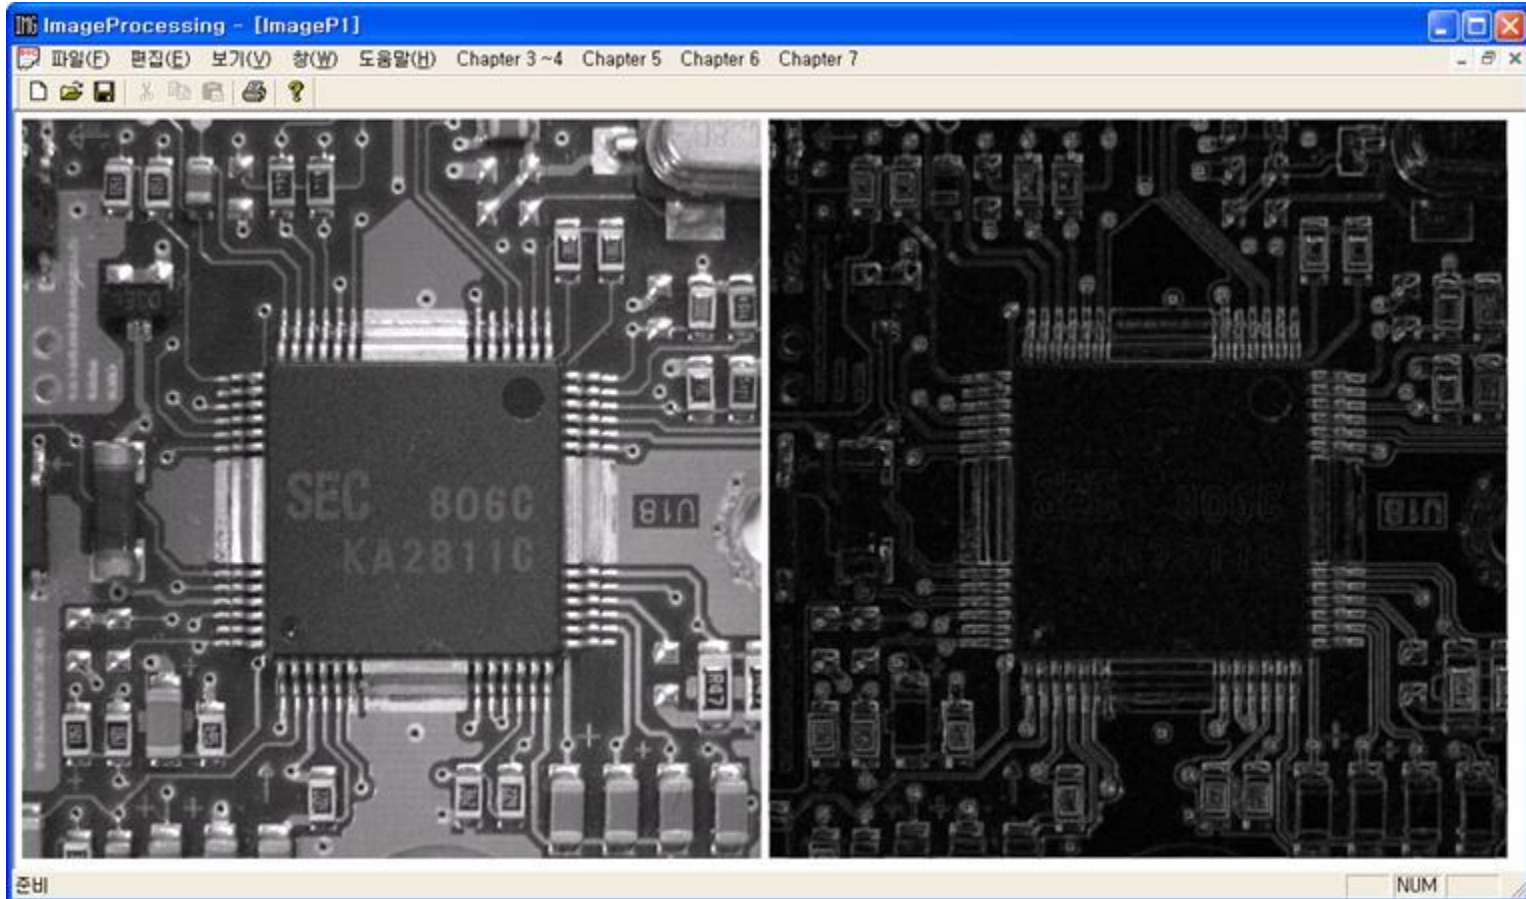 ImageProcessing - [ImageP1]
파일(F) 편집(E) 보기(V) 창(W) 도움말(H) Chapter 3 ~4 Chapter 5 Chapter 6 Chapter 7
SEC 806C
KA2811C
U18
R47
준비
NUM